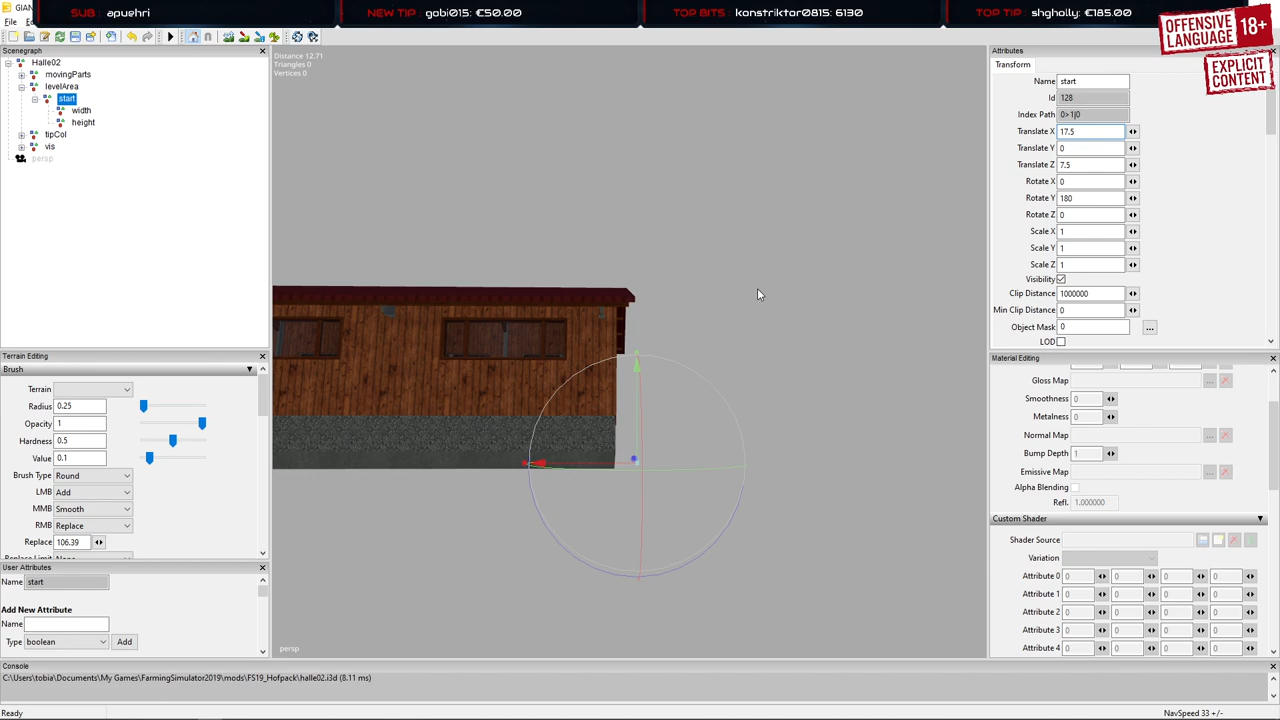 SUB : apuehri
NEW TIP : gobi015: €50.00
TOP BITS : konstriktor0815: 6130
TOP TIP : shgholly: €135.00
OFFENSIVE LANGUAGE 18+
EXPLICIT CONTENT
GIAN
File
Scenegraph
Halle02
movingParts
levelArea
start
width
height
tipCol
vis
persp
Terrain Editing
Brush
Terrain
Radius 0.25
Opacity 1
Hardness 0.5
Value 0.1
Brush Type Round
LMB Add
MMB Smooth
RMB Replace
Replace 106.39
Replace Limit None
User Attributes
Name start
Add New Attribute
Name
Type boolean Add
Distance 12.71
Triangles 0
Vertices 0
persp
Attributes
Transform
Name start
Id 128
Index Path 0>1|0
Translate X 17.5
Translate Y 0
Translate Z 7.5
Rotate X 0
Rotate Y 180
Rotate Z 0
Scale X 1
Scale Y 1
Scale Z 1
Visibility
Clip Distance 1000000
Min Clip Distance 0
Object Mask 0 ...
LOD
Material Editing
Gloss Map ...
Smoothness 0
Metalness 0
Normal Map ...
Bump Depth 1
Emissive Map ...
Alpha Blending
Refl. 1.000000
Custom Shader
Shader Source
Variation
Attribute 0 0 0 0 0
Attribute 1 0 0 0 0
Attribute 2 0 0 0 0
Attribute 3 0 0 0 0
Attribute 4 0 0 0 0
Console
C:\Users\tobia\Documents\My Games\FarmingSimulator2019\mods\FS19_Hofpack\halle02.i3d (8.11 ms)
Ready
NavSpeed 33 +/-